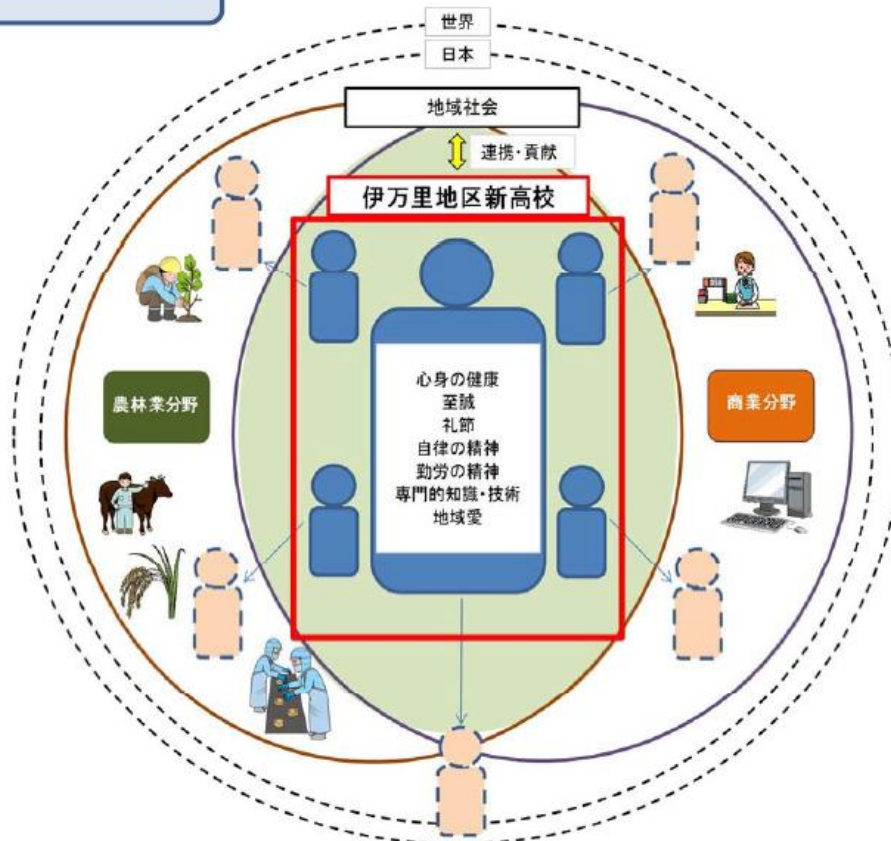 世界
日本
地域社会
連携・貢献
伊万里地区新高校
心身の健康
至誠
礼節
自律の精神
勤労の精神
専門的知識・技術
地域愛
農林業分野
商業分野